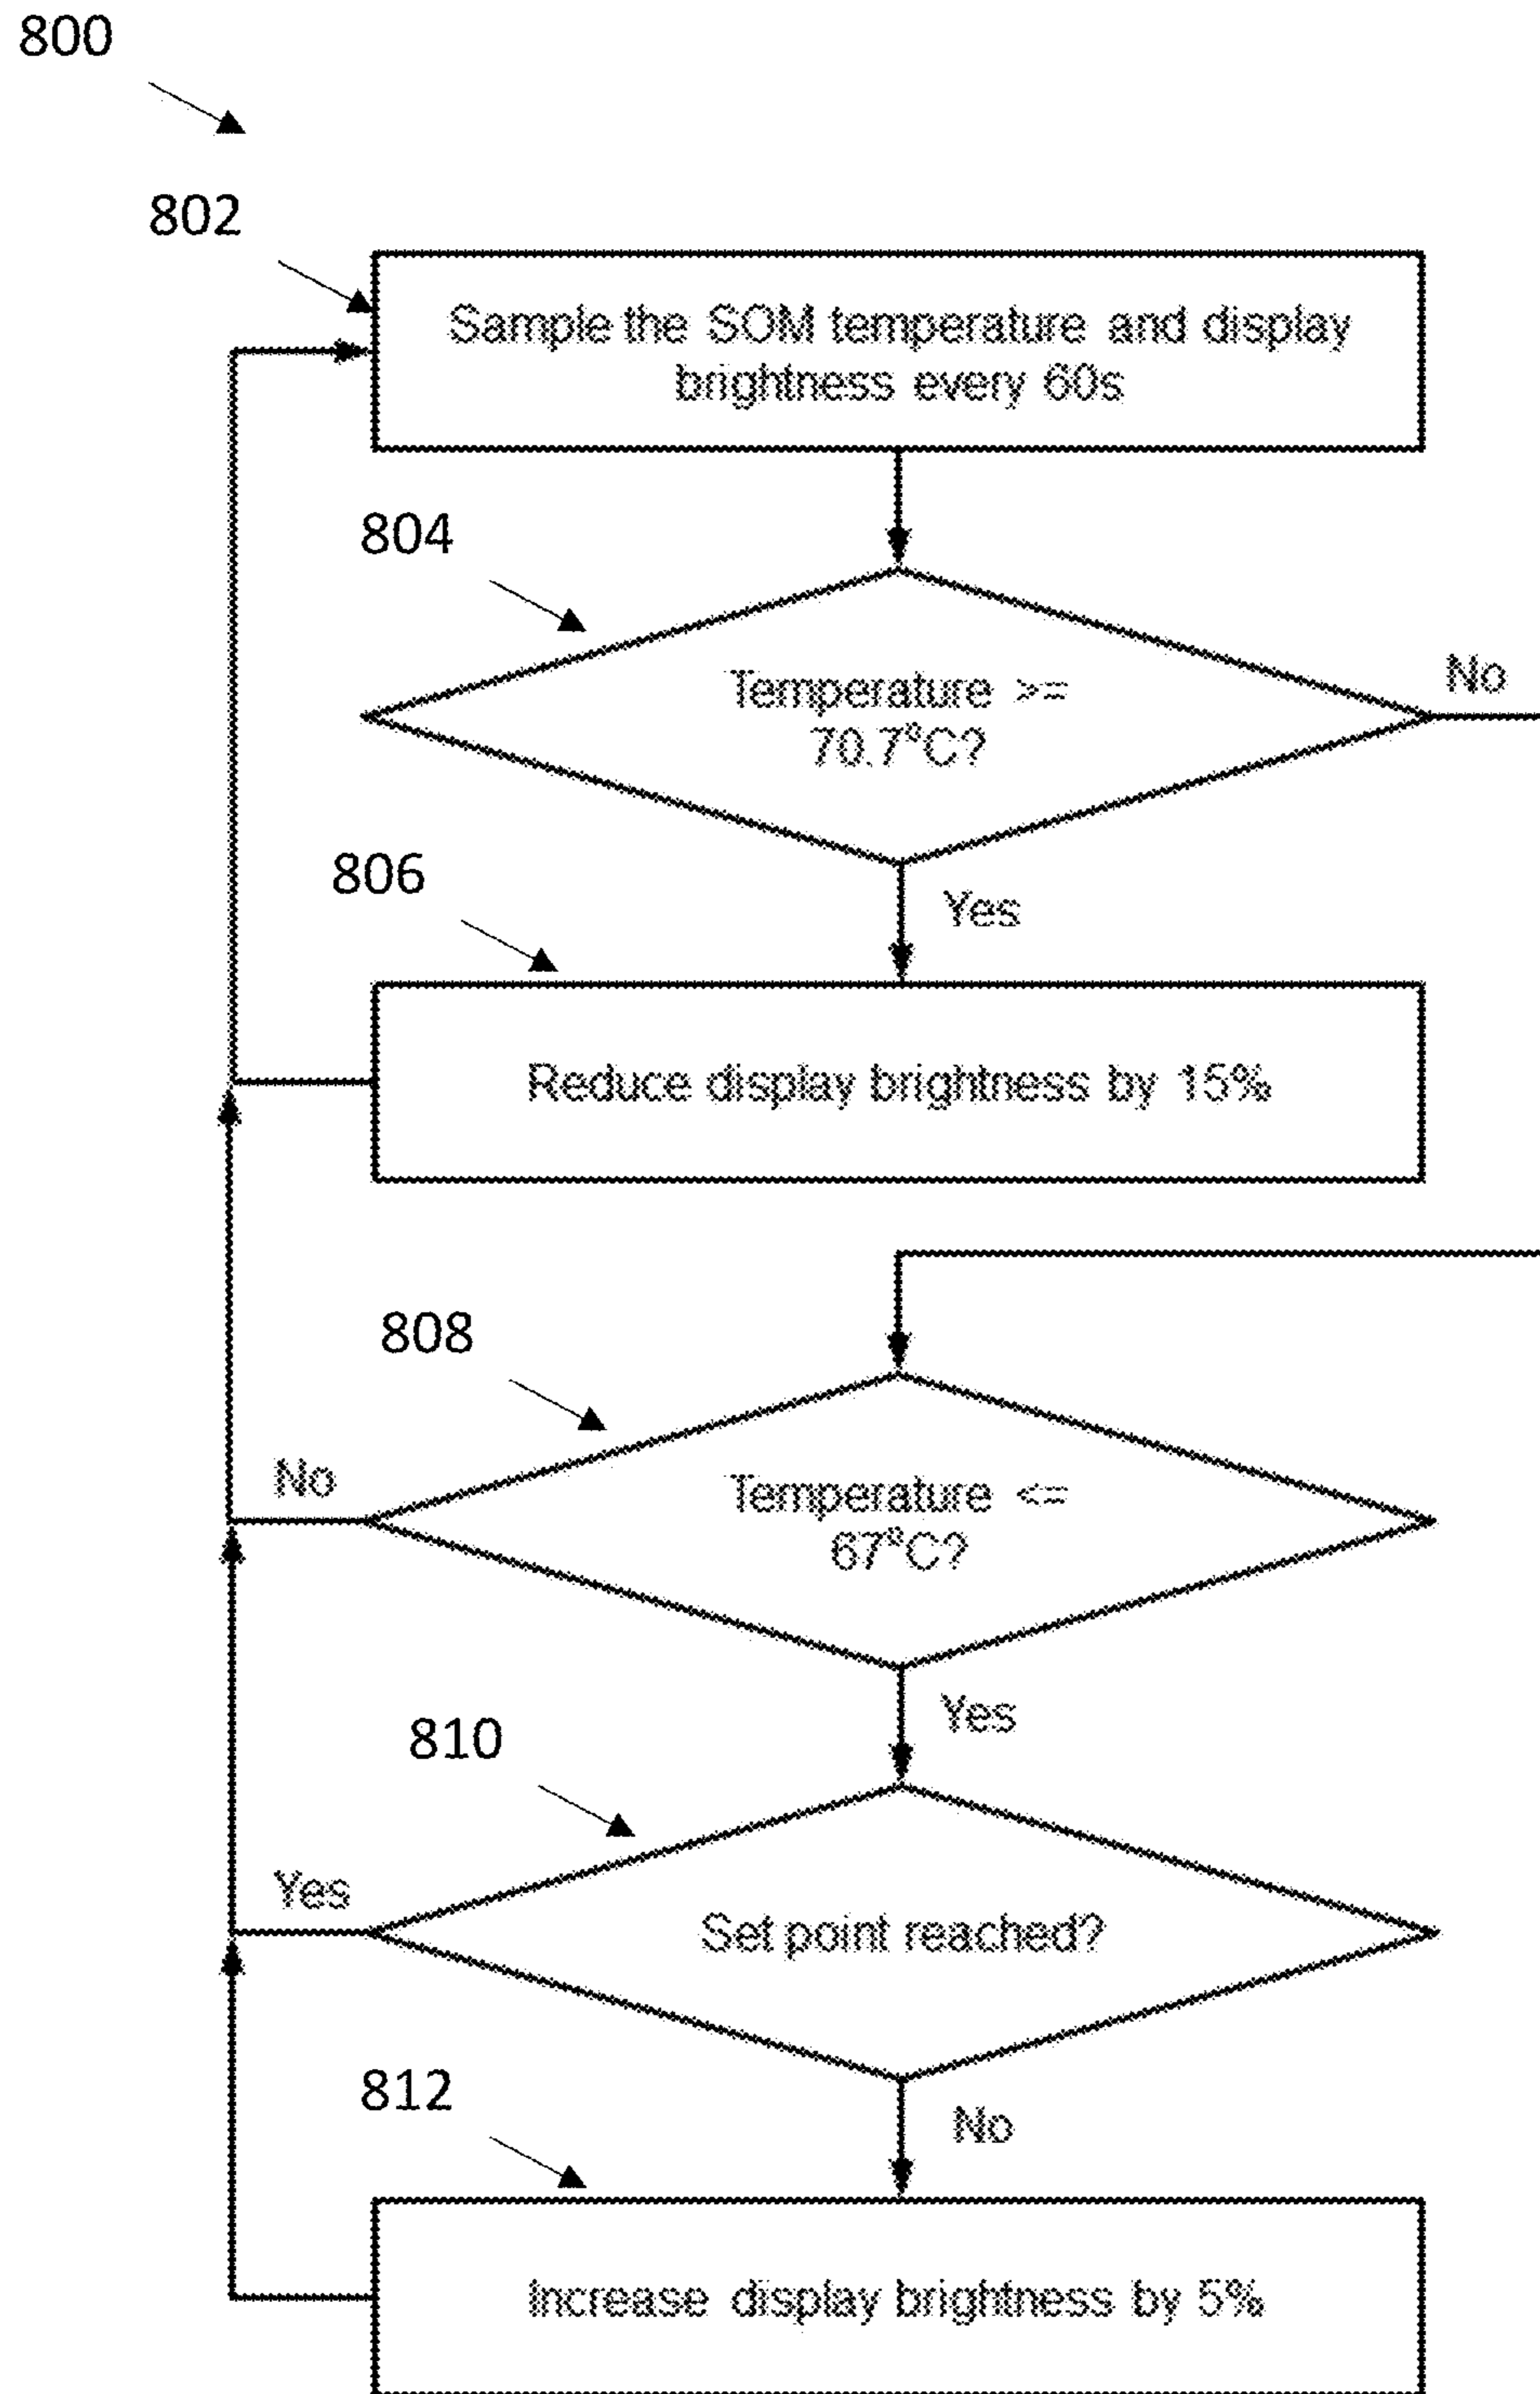 800
802
Sample the SOM temperature and display
brightness every 60s
804
Temperature >=
70.7°C?
No
806
Yes
Reduce display brightness by 15%
808
No
Temperature <=
67°C?
Yes
810
Yes
Set point reached?
812
No
Increase display brightness by 5%